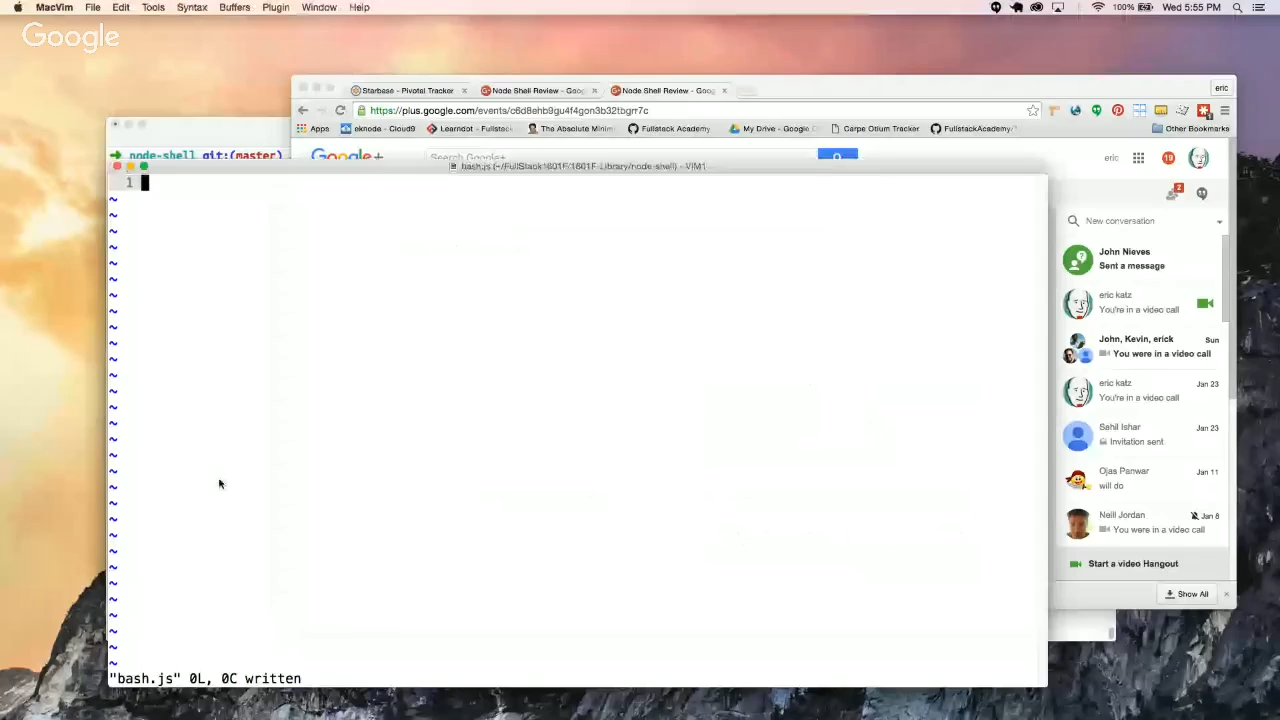 MacVim File Edit Tools Syntax Buffers Plugin Window Help
100% Wed 5:55 PM
Google
Starbase - Pivotal Tracker
Node Shell Review - Goog
Node Shell Review - Goog
eric
https://plus.google.com/events/c6d8ehb9gu4f4gon3b32tbgrr7c
Apps eknode - Cloud9 Learndot - Fullstack The Absolute Minim Fullstack Academy My Drive - Google D Carpe Otium Tracker FullstackAcademy/ Other Bookmarks
node-shell git:(master)
Google+
Search Google+
eric
19
bash.js (~/FullStack1601F/1601F-Library/node-shell) - VIM1
1
2
New conversation
John Nieves
Sent a message
eric katz
You're in a video call
John, Kevin, erick Sun
You were in a video call
eric katz Jan 23
You're in a video call
Sahil Ishar Jan 23
Invitation sent
Ojas Panwar Jan 11
will do
Neill Jordan Jan 8
You were in a video call
Start a video Hangout
Show All
"bash.js" 0L, 0C written